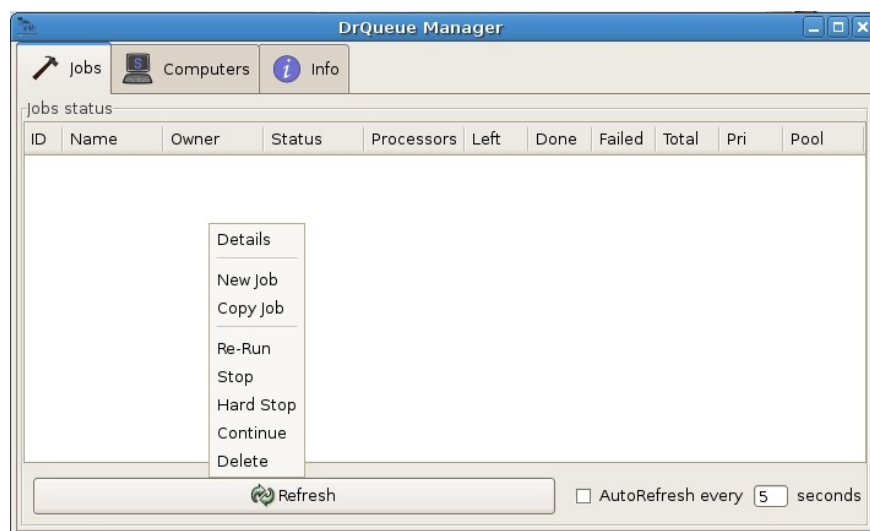 DrQueue Manager
Jobs
S
Computers
i
Info
Jobs status
ID Name Owner Status Processors Left Done Failed Total Pri Pool
Details
New Job
Copy Job
Re-Run
Stop
Hard Stop
Continue
Delete
Refresh
AutoRefresh every 5 seconds